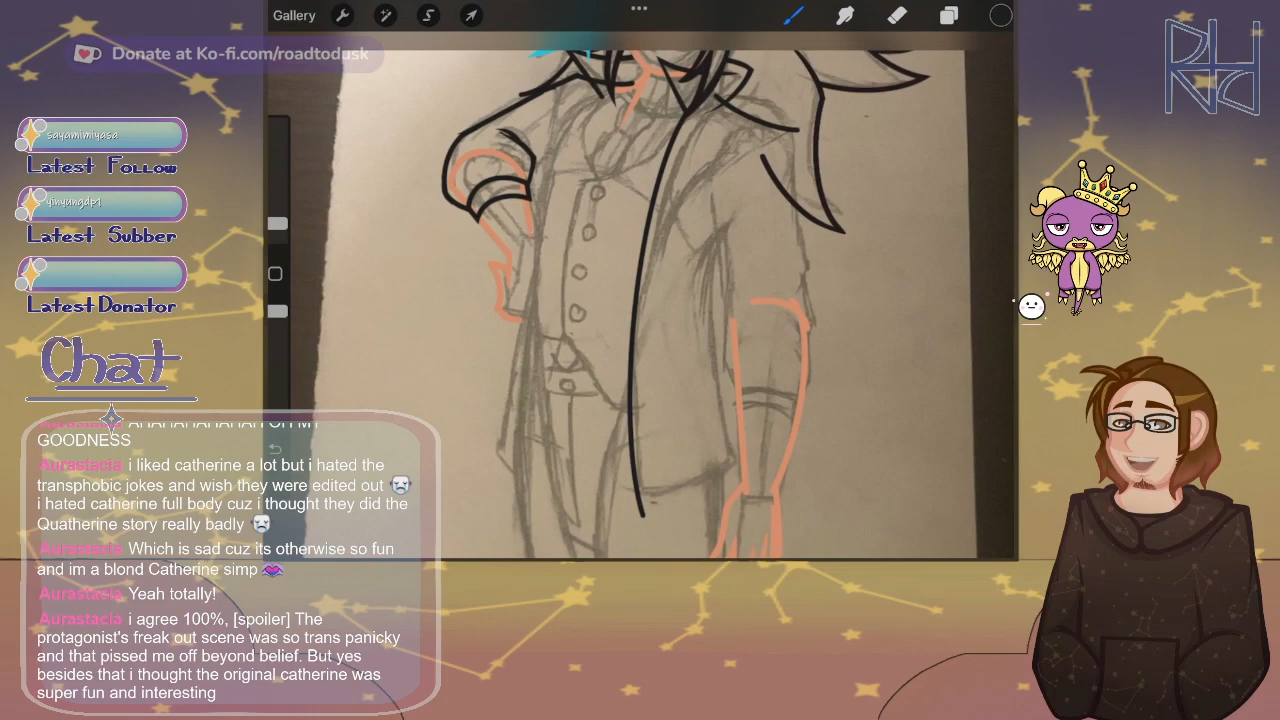 Gallery
Donate at Ko-fi.com/roadtodusk
sayamimiyasa
Latest Follow
yinyungdp1
Latest Subber
Latest Donator
Chat
GOODNESS
Aurastacia i liked catherine a lot but i hated the
transphobic jokes and wish they were edited out
i hated catherine full body cuz i thought they did the
Quatherine story really badly
Aurastacia Which is sad cuz its otherwise so fun
and im a blond Catherine simp
Aurastacia Yeah totally!
Aurastacia i agree 100%, [spoiler] The
protagonist's freak out scene was so trans panicky
and that pissed me off beyond belief. But yes
besides that i thought the original catherine was
super fun and interesting